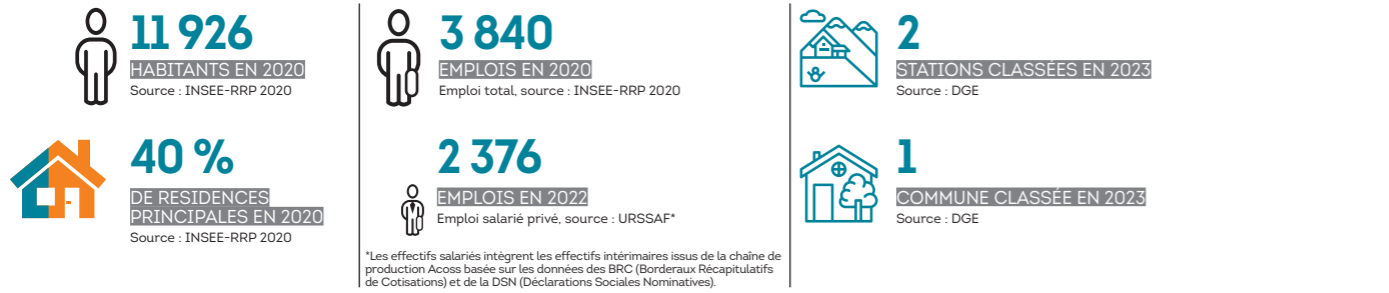 11 926
HABITANTS EN 2020
Source : INSEE-RRP 2020
40 %
DE RESIDENCES
PRINCIPALES EN 2020
Source : INSEE-RRP 2020
3 840
EMPLOIS EN 2020
Emploi total, source : INSEE-RRP 2020
2 376
EMPLOIS EN 2022
Emploi salarié privé, source : URSSAF*
*Les effectifs salariés intègrent les effectifs intérimaires issus de la chaîne de
production Acoss basée sur les données des BRC (Borderaux Récapitulatifs
de Cotisations) et de la DSN (Déclarations Sociales Nominatives).
2
STATIONS CLASSÉES EN 2023
Source : DGE
1
COMMUNE CLASSÉE EN 2023
Source : DGE